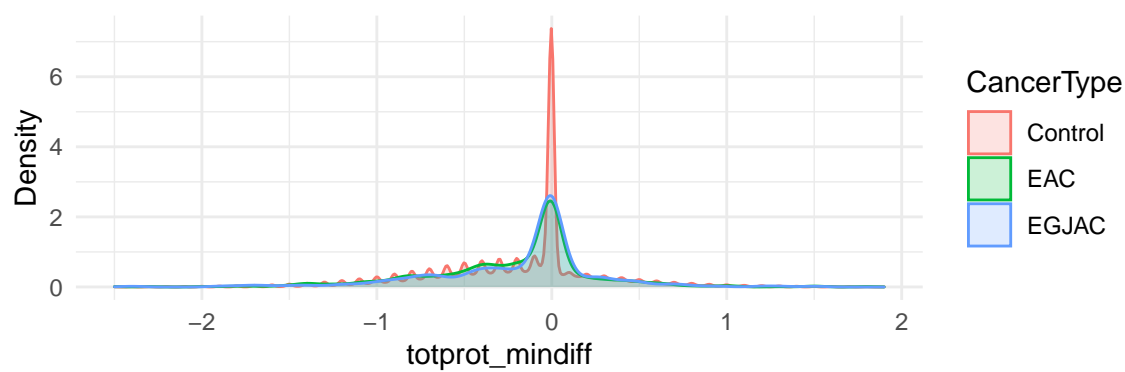 6
4
2
0
Density
−2
−1
0
1
2
totprot_mindiff
CancerType
Control
EAC
EGJAC